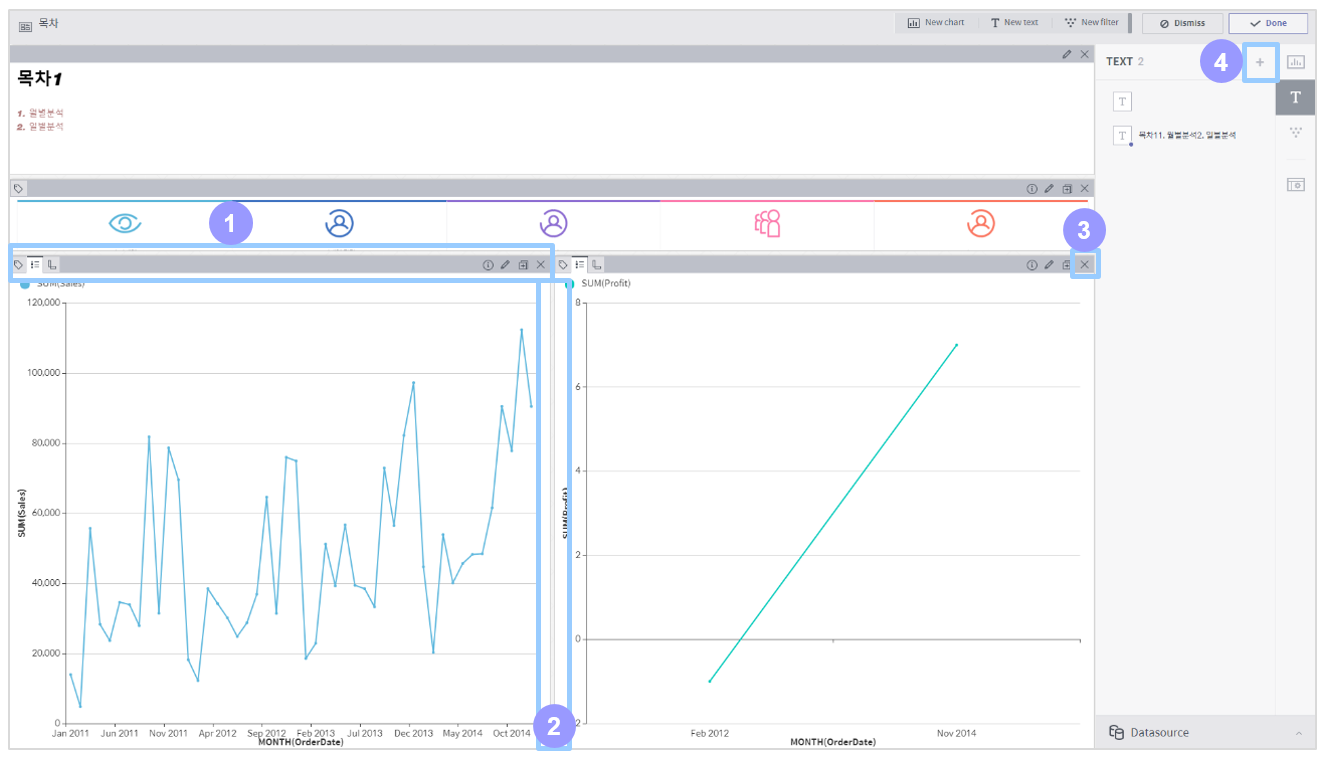 목차
New chart
New text
New filter
Dismiss
Done
목차1
1. 월별분석
2. 일별분석
TEXT 2
4
목차11. 월별분석2. 일별분석
1
3
SUM(Sales)
120,000
100,000
80,000
60,000
40,000
20,000
0
SUM(Sales)
Jan 2011
Jun 2011
Nov 2011
Apr 2012
Sep 2012
Feb 2013
Jul 2013
Dec 2013
May 2014
Oct 2014
MONTH(OrderDate)
2
SUM(Profit)
8
6
4
2
0
2
SUM(Profit)
Feb 2012
Nov 2014
MONTH(OrderDate)
Datasource